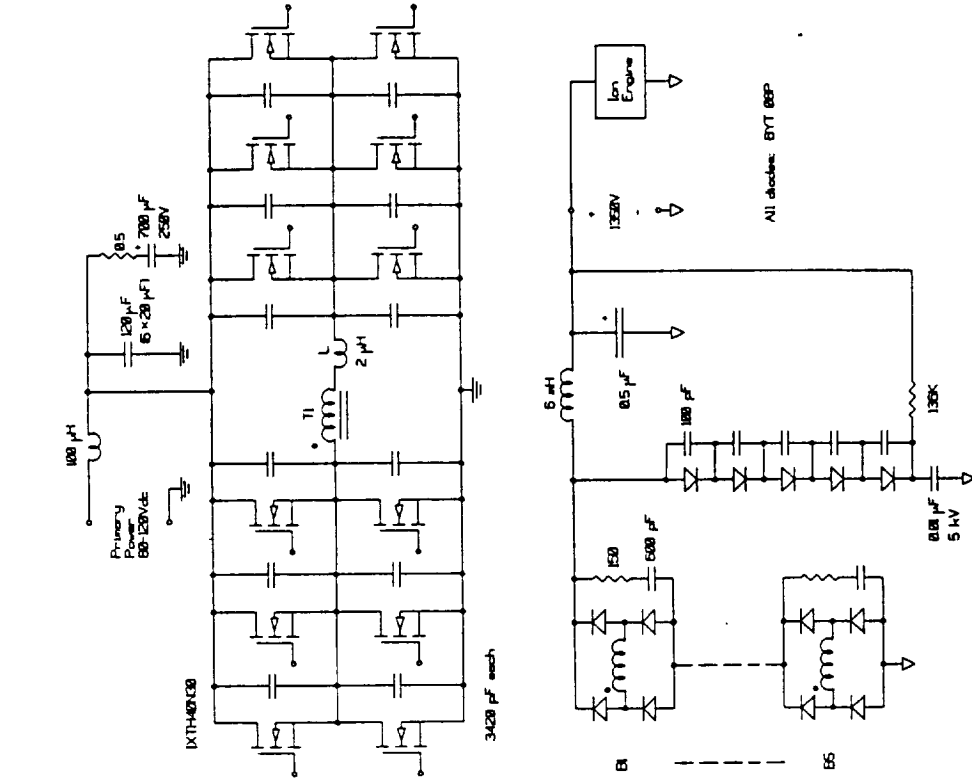 Primary
Power
80-120Vdc
100 µH
120 µF
(6×20 µF)
0.5
+
700 µF
250V
IXTH40N30
T1
L
2 µH
3420 pF each
B1
B5
150
600 pF
6 mH
0.5 µF
+
100 pF
136K
0.01 µF
5 kV
+
1350V
-
Ion
Engine
All diodes: BYT 08P